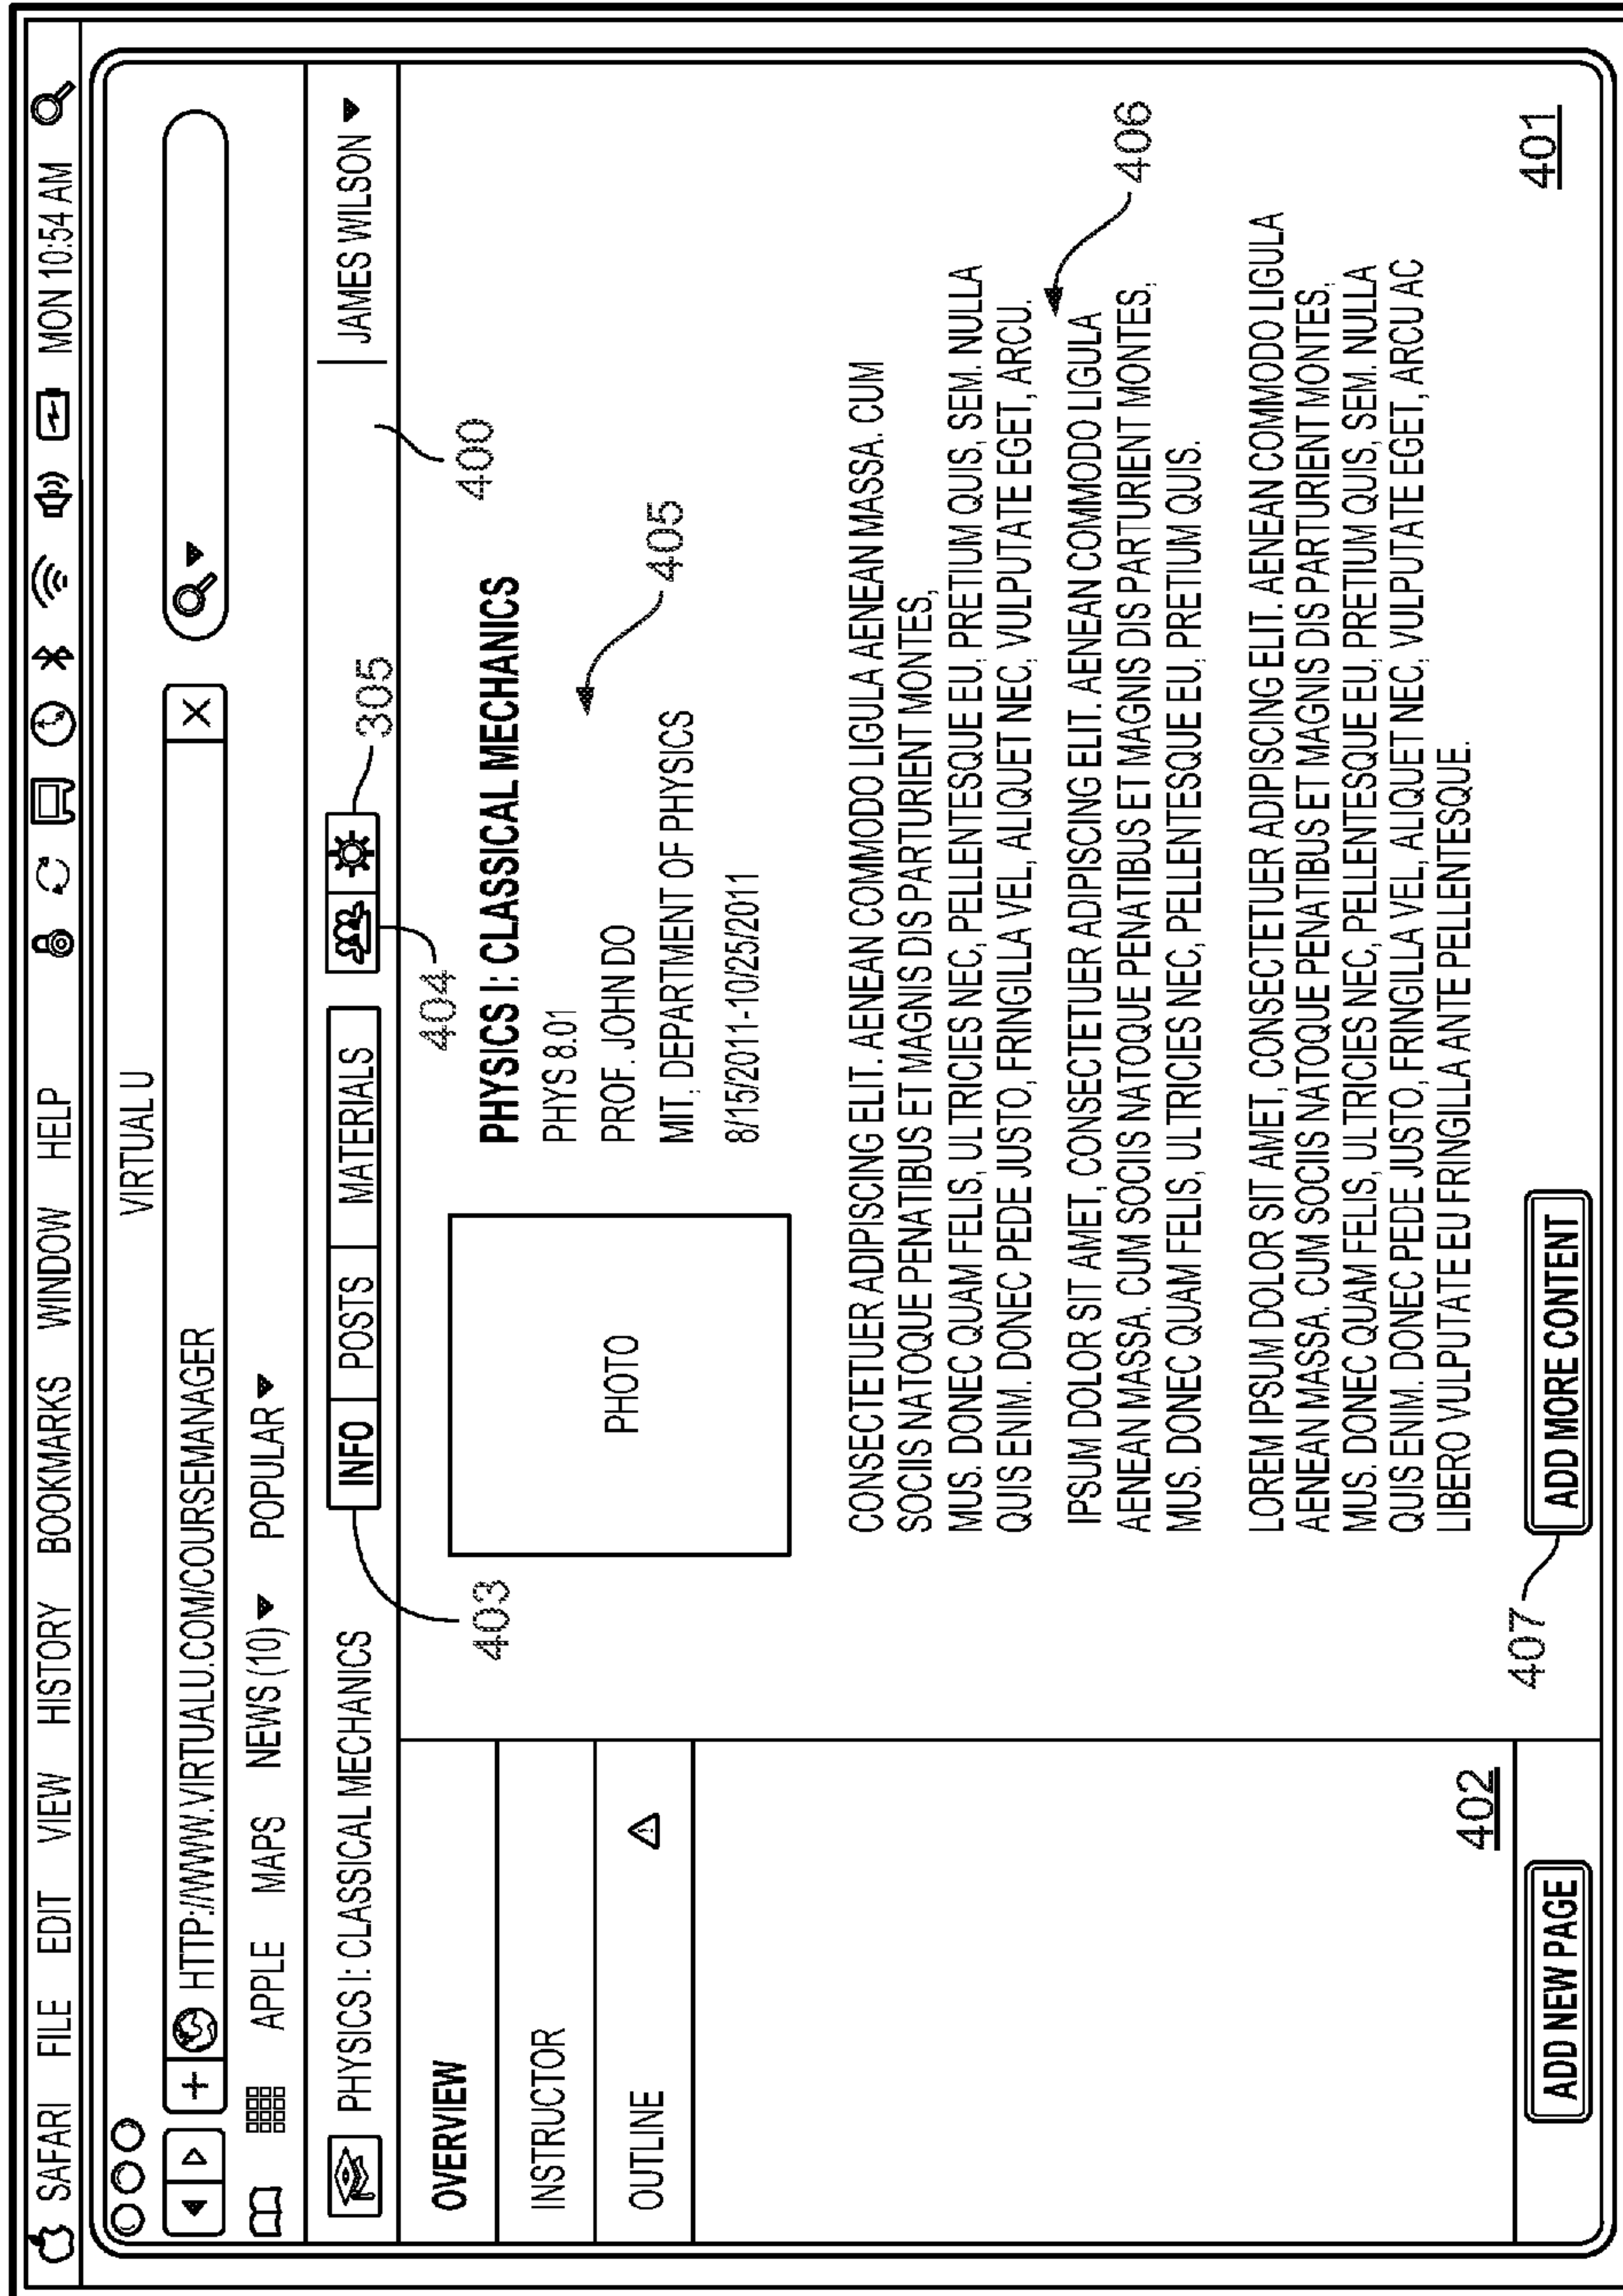 SAFARI FILE EDIT VIEW HISTORY BOOKMARKS WINDOW HELP MON 10:54 AM
VIRTUAL U
+ HTTP://WWW.VIRTUALU.COM/COURSEMANAGER X
APPLE MAPS NEWS (10) POPULAR
PHYSICS I: CLASSICAL MECHANICS INFO POSTS MATERIALS 305 JAMES WILSON
403
404
400
OVERVIEW
INSTRUCTOR
OUTLINE
402
ADD NEW PAGE
PHOTO
PHYSICS I: CLASSICAL MECHANICS
PHYS 8.01
PROF. JOHN DO
MIT, DEPARTMENT OF PHYSICS
8/15/2011-10/25/2011
405
CONSECTETUER ADIPISCING ELIT. AENEAN COMMODO LIGULA AENEAN MASSA. CUM
SOCIIS NATOQUE PENATIBUS ET MAGNIS DIS PARTURIENT MONTES,
MUS. DONEC QUAM FELIS, ULTRICIES NEC, PELLENTESQUE EU, PRETIUM QUIS, SEM. NULLA
QUIS ENIM. DONEC PEDE JUSTO, FRINGILLA VEL, ALIQUET NEC, VULPUTATE EGET, ARCU.
406
IPSUM DOLOR SIT AMET, CONSECTETUER ADIPISCING ELIT. AENEAN COMMODO LIGULA
AENEAN MASSA. CUM SOCIIS NATOQUE PENATIBUS ET MAGNIS DIS PARTURIENT MONTES,
MUS. DONEC QUAM FELIS, ULTRICIES NEC, PELLENTESQUE EU, PRETIUM QUIS.
LOREM IPSUM DOLOR SIT AMET, CONSECTETUER ADIPISCING ELIT. AENEAN COMMODO LIGULA
AENEAN MASSA. CUM SOCIIS NATOQUE PENATIBUS ET MAGNIS DIS PARTURIENT MONTES,
MUS. DONEC QUAM FELIS, ULTRICIES NEC, PELLENTESQUE EU, PRETIUM QUIS, SEM. NULLA
QUIS ENIM. DONEC PEDE JUSTO, FRINGILLA VEL, ALIQUET NEC, VULPUTATE EGET, ARCU AC
LIBERO VULPUTATE EU FRINGILLA ANTE PELLENTESQUE.
407
ADD MORE CONTENT
401